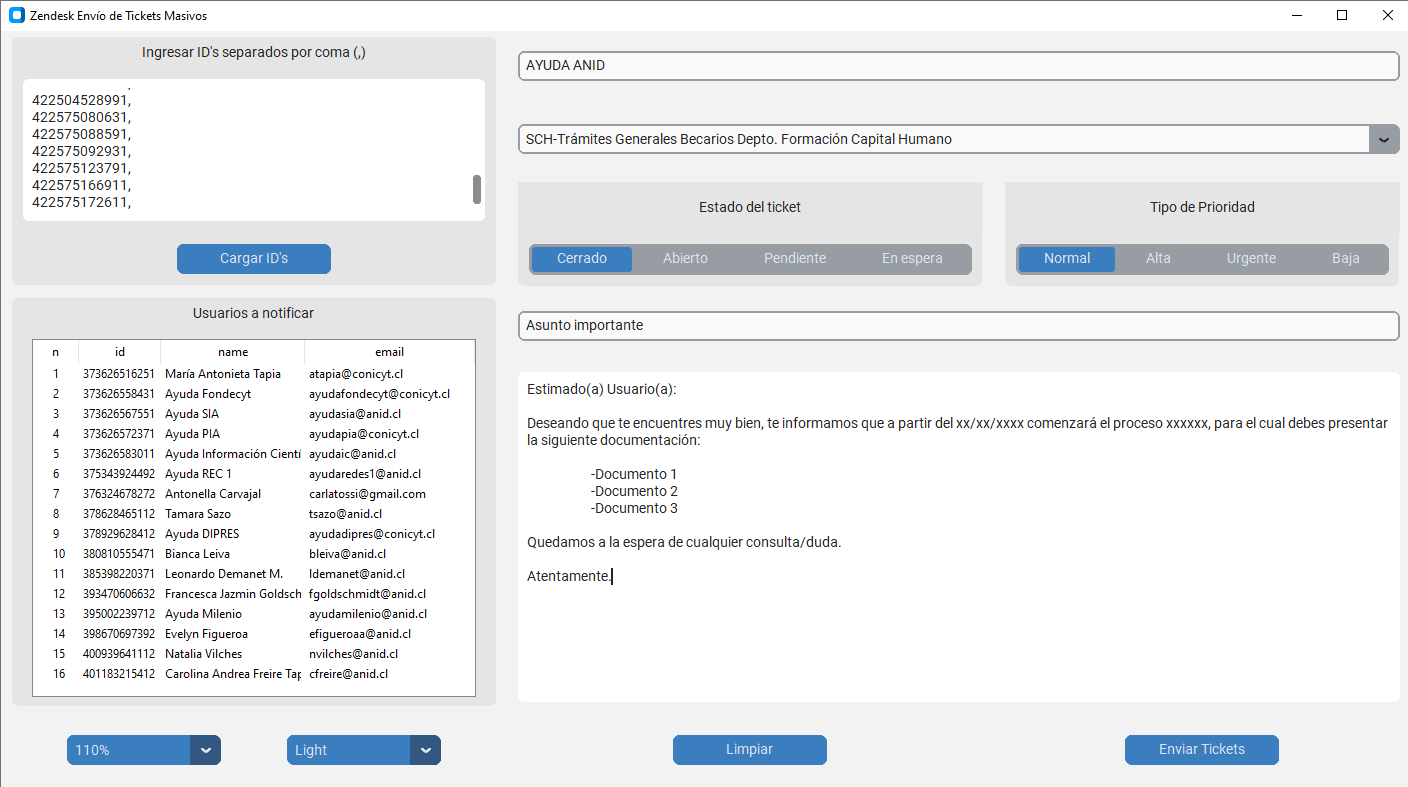 Zendesk Envío de Tickets Masivos
Ingresar ID's separados por coma (,)
422504528991,
422575080631,
422575088591,
422575092931,
422575123791,
422575166911,
422575172611,
Cargar ID's
Usuarios a notificar
n id name email
1 373626516251 María Antonieta Tapia atapia@conicyt.cl
2 373626558431 Ayuda Fondecyt ayudafondecyt@conicyt.cl
3 373626567551 Ayuda SIA ayudasia@anid.cl
4 373626572371 Ayuda PIA ayudapia@conicyt.cl
5 373626583011 Ayuda Información Cientí ayudaic@anid.cl
6 375343924492 Ayuda REC 1 ayudaredes1@anid.cl
7 376324678272 Antonella Carvajal carlatossi@gmail.com
8 378628465112 Tamara Sazo tsazo@anid.cl
9 378929628412 Ayuda DIPRES ayudadipres@conicyt.cl
10 380810555471 Bianca Leiva bleiva@anid.cl
11 385398220371 Leonardo Demanet M. ldemanet@anid.cl
12 393470606632 Francesca Jazmin Goldsch fgoldschmidt@anid.cl
13 395002239712 Ayuda Milenio ayudamilenio@anid.cl
14 398670697392 Evelyn Figueroa efigueroaa@anid.cl
15 400939641112 Natalia Vilches nvilches@anid.cl
16 401183215412 Carolina Andrea Freire Tap cfreire@anid.cl
110%
Light
AYUDA ANID
SCH-Trámites Generales Becarios Depto. Formación Capital Humano
Estado del ticket
Cerrado Abierto Pendiente En espera
Tipo de Prioridad
Normal Alta Urgente Baja
Asunto importante
Estimado(a) Usuario(a):
Deseando que te encuentres muy bien, te informamos que a partir del xx/xx/xxxx comenzará el proceso xxxxxx, para el cual debes presentar
la siguiente documentación:
-Documento 1
-Documento 2
-Documento 3
Quedamos a la espera de cualquier consulta/duda.
Atentamente.
Limpiar
Enviar Tickets